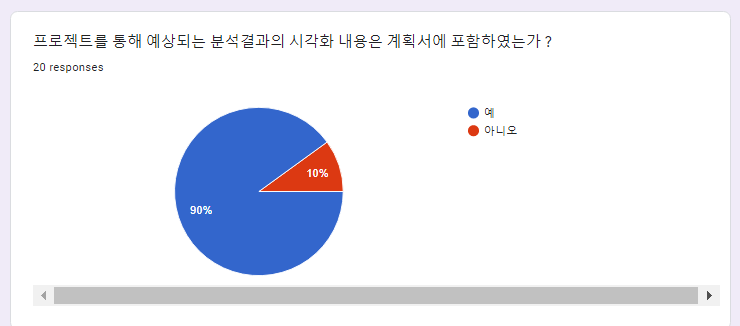 프로젝트를 통해 예상되는 분석결과의 시각화 내용은 계획서에 포함하였는가 ?
20 responses
예
아니오
10%
90%